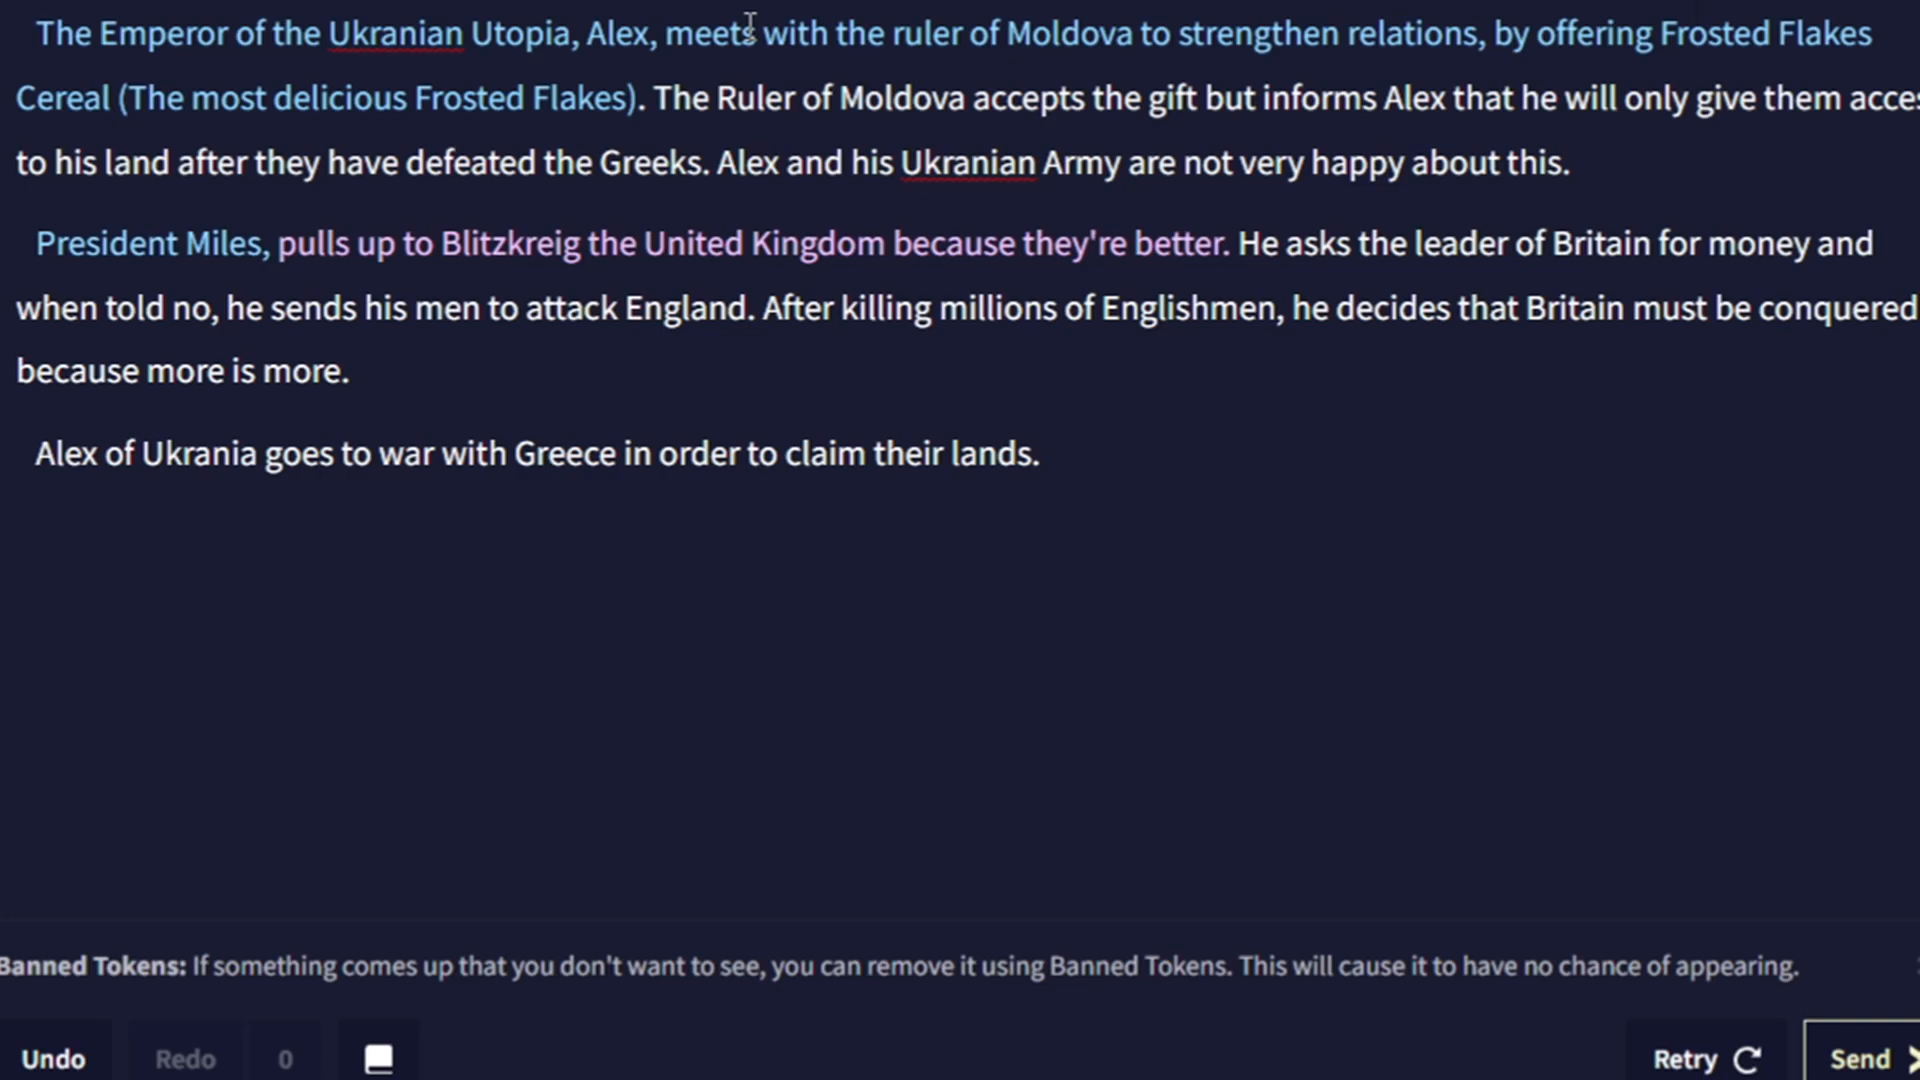 The Emperor of the Ukranian Utopia, Alex, meets with the ruler of Moldova to strengthen relations, by offering Frosted Flakes
Cereal (The most delicious Frosted Flakes). The Ruler of Moldova accepts the gift but informs Alex that he will only give them
to his land after they have defeated the Greeks. Alex and his Ukranian Army are not very happy about this.
President Miles, pulls up to Blitzkreig the United Kingdom because they're better. He asks the leader of Britain for money and
when told no, he sends his men to attack England. After killing millions of Englishmen, he decides that Britain must be conquered
because more is more.
Alex of Ukrania goes to war with Greece in order to claim their lands.
Banned Tokens: If something comes up that you don't want to see, you can remove it using Banned Tokens. This will cause it to have no chance of appearing.
Undo Redo 0 Retry Send